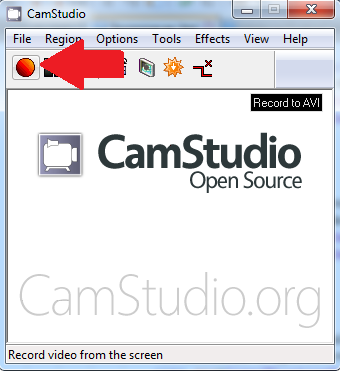 CamStudio
File Region Options Tools Effects View Help
Record to AVI
CamStudio
Open Source
CamStudio.org
Record video from the screen